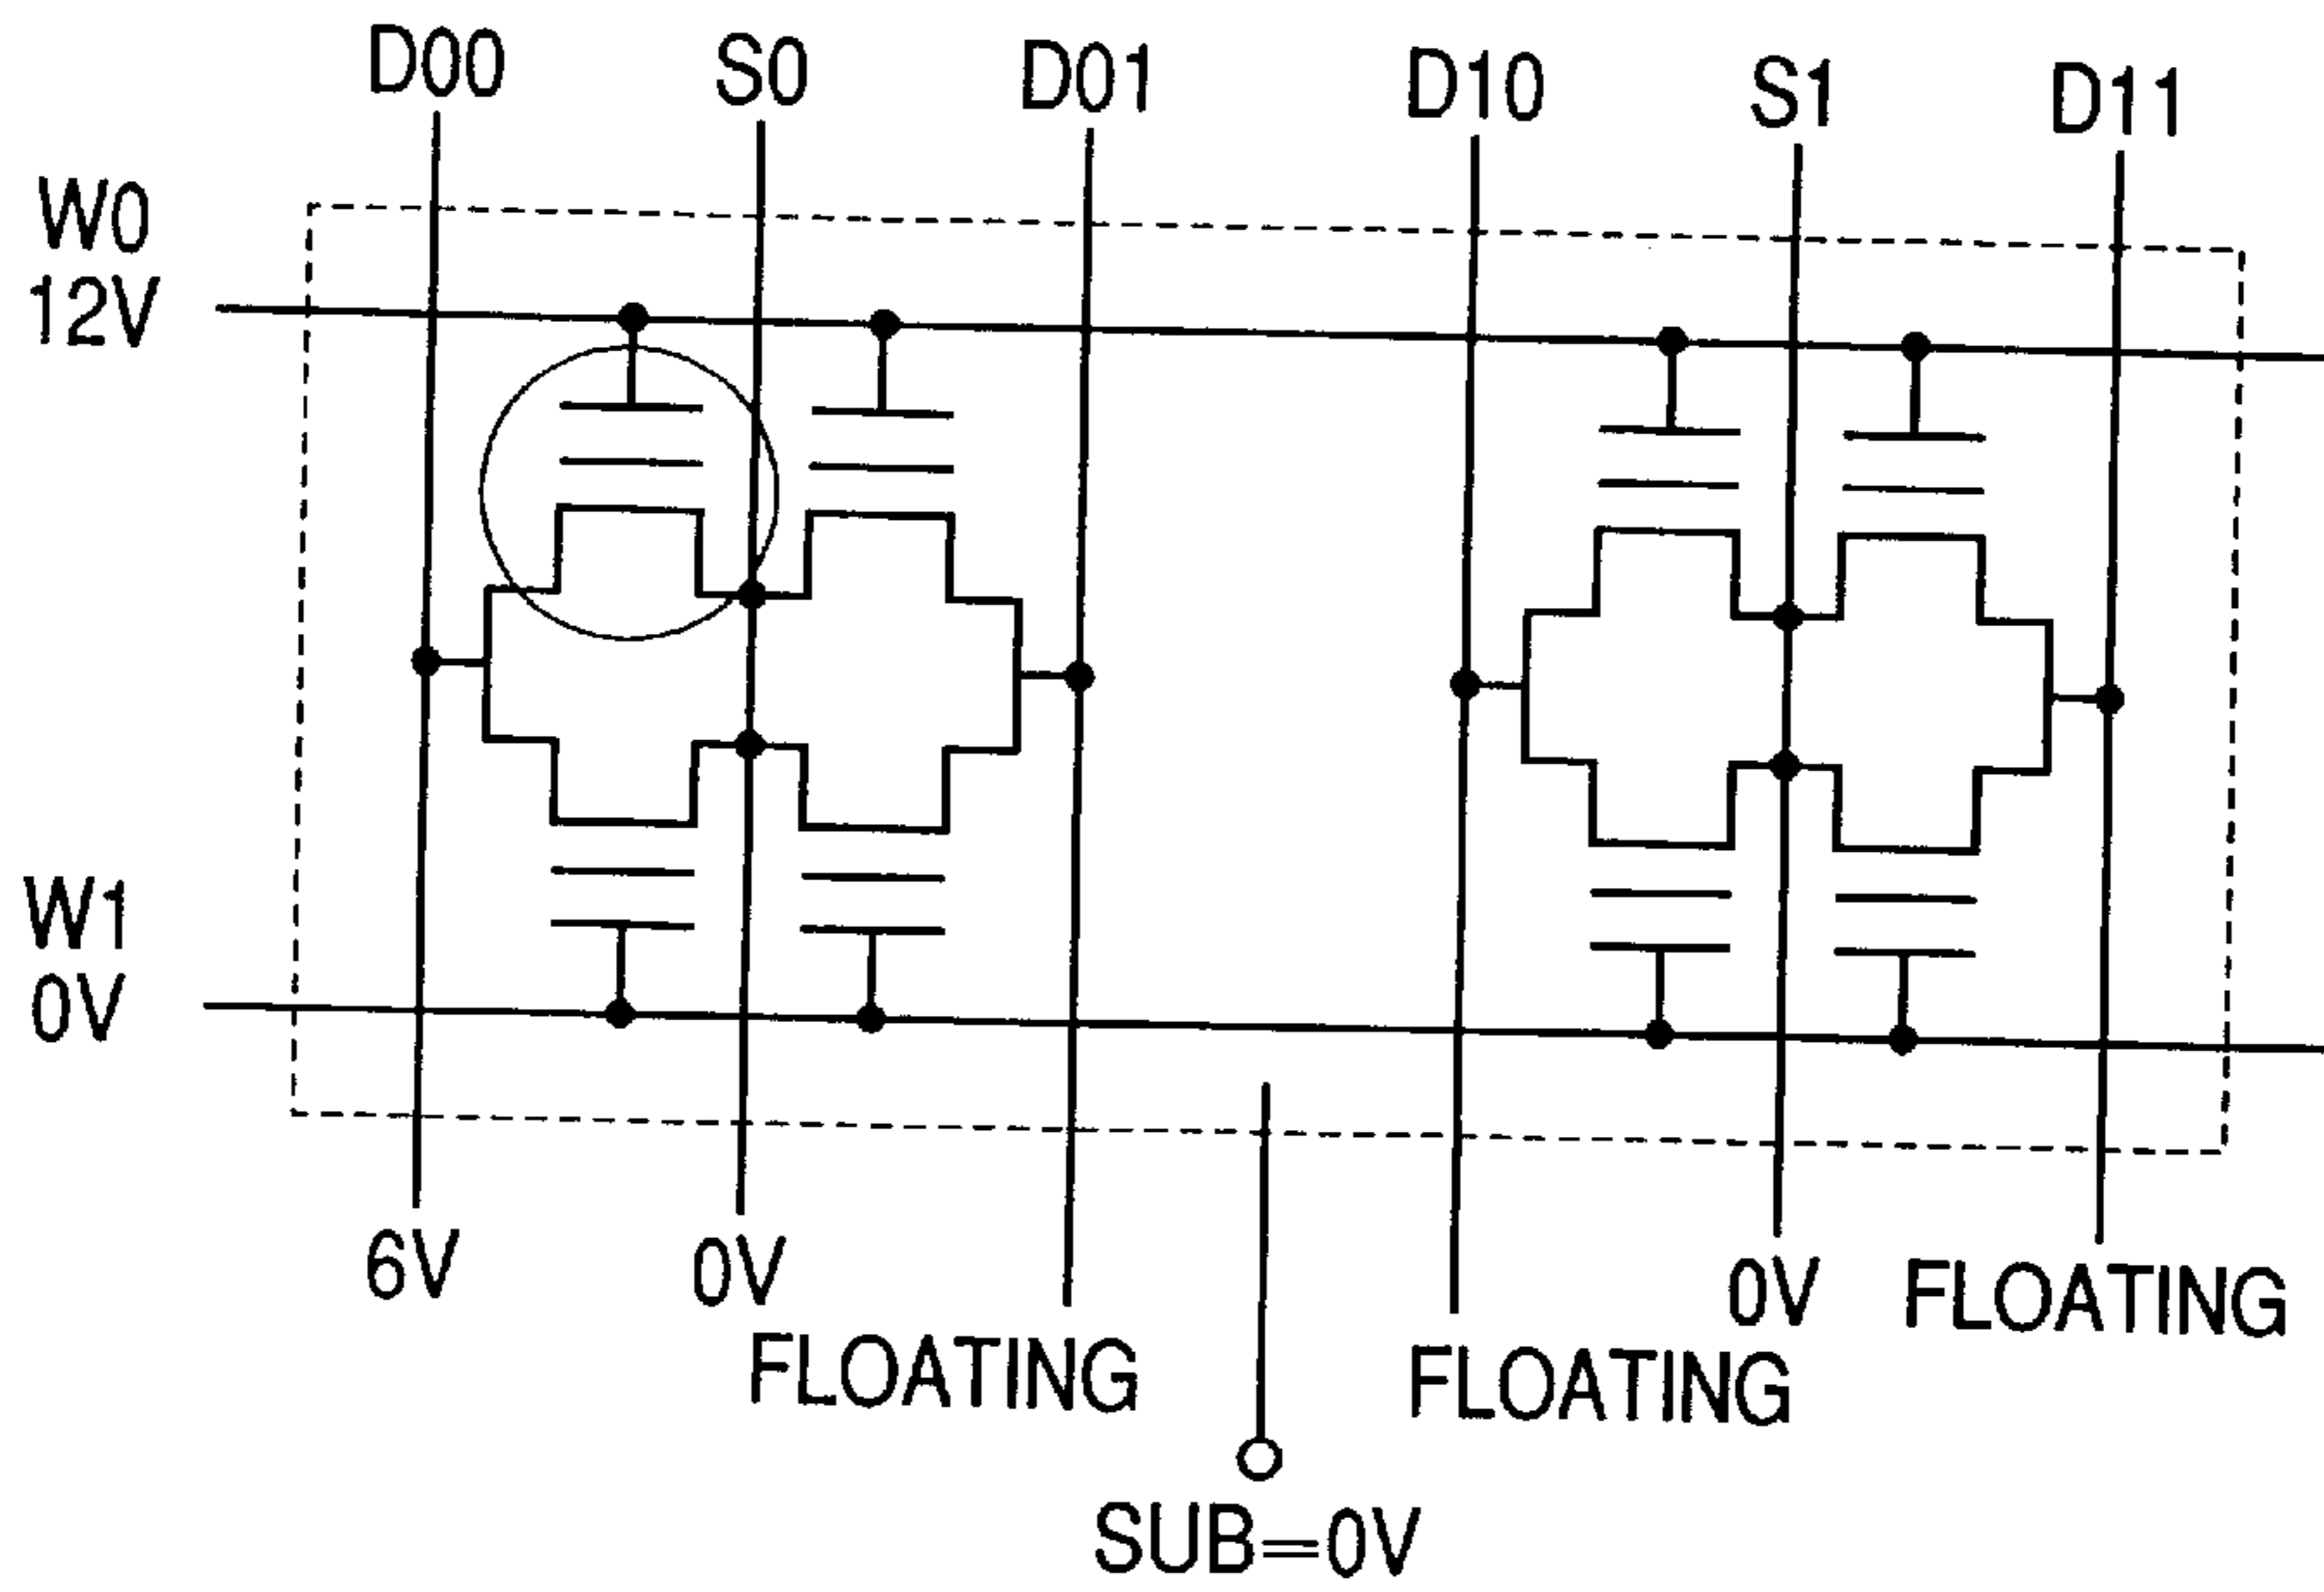 D00 S0 D01 D10 S1 D11
W0
12V
W1
0V
6V 0V 0V FLOATING
FLOATING FLOATING
SUB=0V